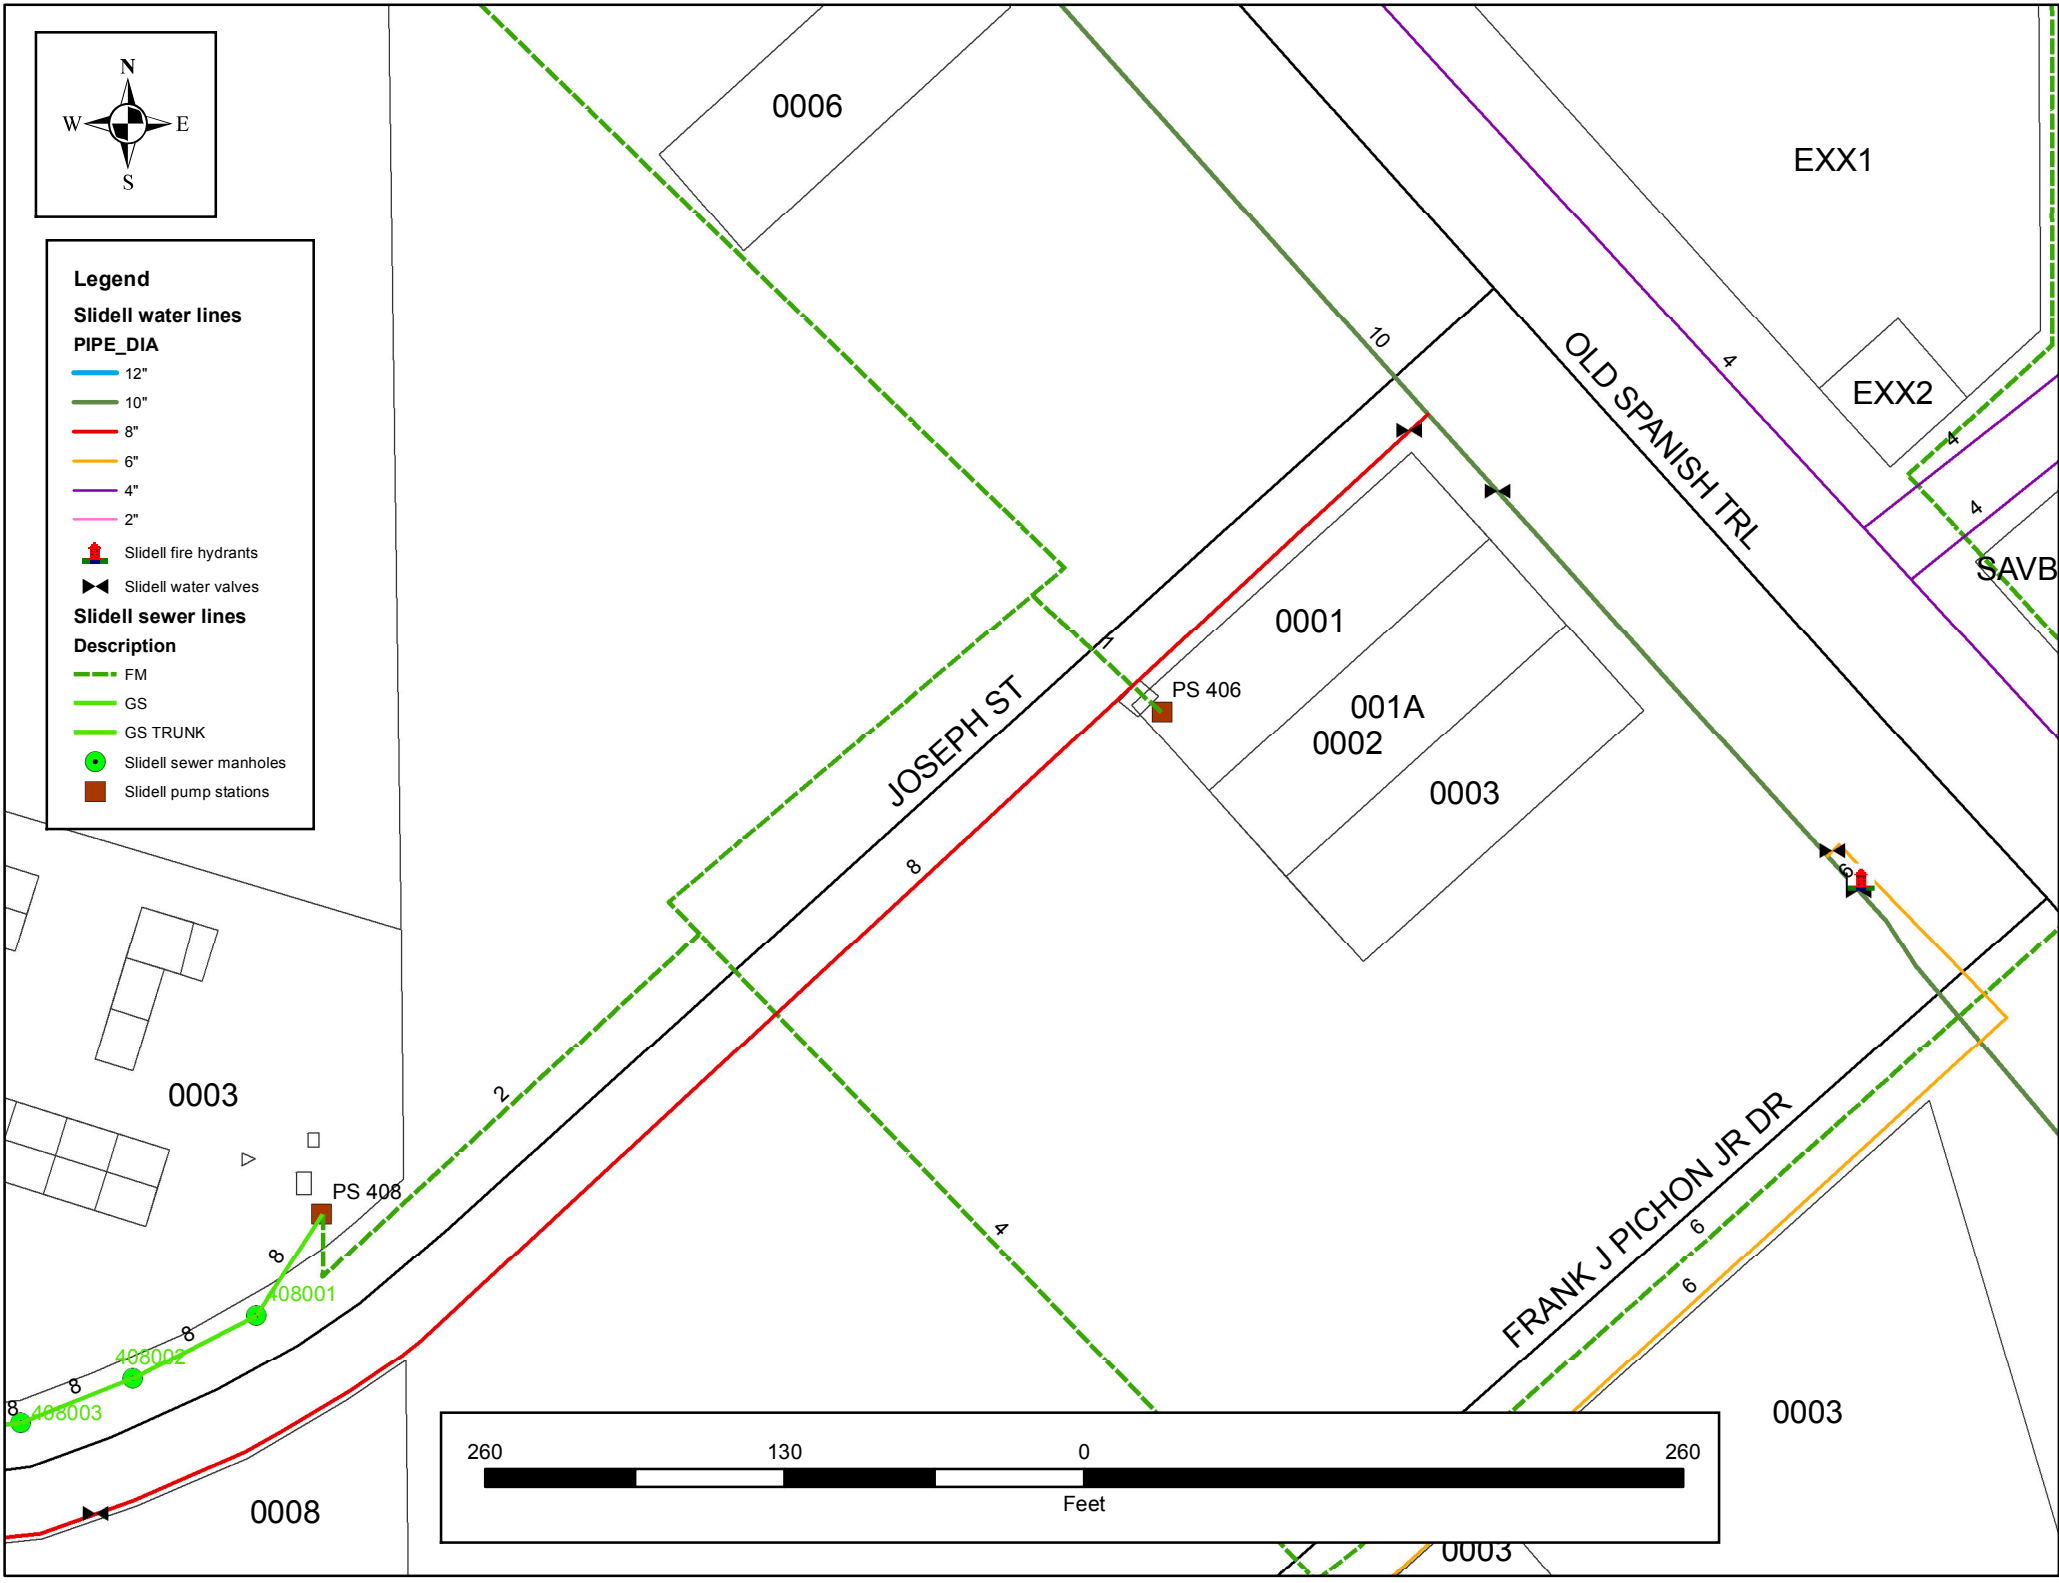 N
W E
S
Legend
Slidell water lines
PIPE_DIA
12"
10"
8"
6"
4"
2"
Slidell fire hydrants
Slidell water valves
Slidell sewer lines
Description
FM
GS
GS TRUNK
Slidell sewer manholes
Slidell pump stations
0006
EXX1
10
OLD SPANISH TRL
4
EXX2
4
4
SAVB
0001
7
PS 406
001A
0002
JOSEPH ST
0003
8
6
0003
2
PS 408
8
408001
8
408002
8
8
408003
4
FRANK J PICHON JR DR
6
6
0003
260 130 0 260
Feet
0008
0003